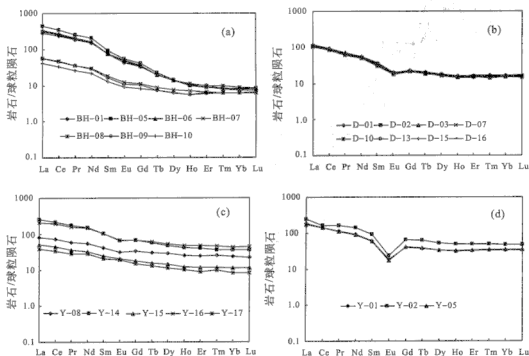 1000
(a)
100
10
1.0
0.1
岩石/球粒陨石
BH-01 BH-05 BH-06 BH-07
BH-08 BH-09 BH-10
La Ce Pr Nd Sm Eu Gd Tb Dy Ho Er Tm Yb Lu
1000
(b)
100
10
1.0
0.1
岩石/球粒陨石
D-01 D-02 D-03 D-07
D-10 D-13 D-15 D-16
La Ce Pr Nd Sm Eu Gd Tb Dy Ho Er Tm Yb Lu
1000
(c)
100
10
1.0
0.1
岩石/球粒陨石
Y-08 Y-14 Y-15 Y-16 Y-17
La Ce Pr Nd Sm Eu Gd Tb Dy Ho Er Tm Yb Lu
1000
(d)
100
10
1.0
0.1
岩石/球粒陨石
Y-01 Y-02 Y-05
La Ce Pr Nd Sm Eu Gd Tb Dy Ho Er Tm Yb Lu